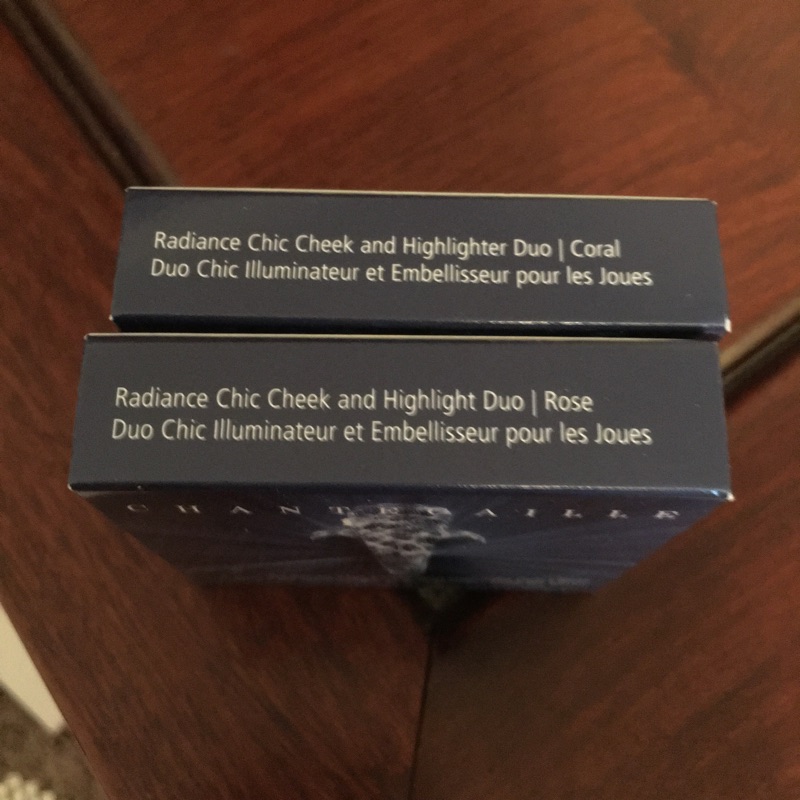 Radiance Chic Cheek and Highlighter Duo | Coral
Duo Chic Illuminateur et Embellisseur pour les Joues
Radiance Chic Cheek and Highlight Duo | Rose
Duo Chic Illuminateur et Embellisseur pour les Joues
CHANTECAILLE